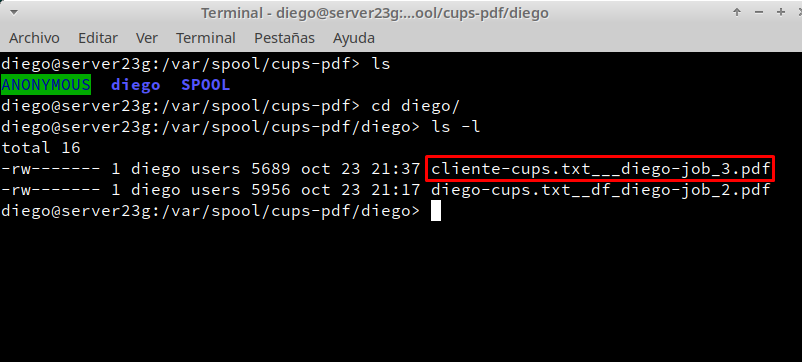 Terminal - diego@server23g:...ool/cups-pdf/diego
Archivo Editar Ver Terminal Pestañas Ayuda
diego@server23g:/var/spool/cups-pdf> ls
ANONYMOUS diego SPOOL
diego@server23g:/var/spool/cups-pdf> cd diego/
diego@server23g:/var/spool/cups-pdf/diego> ls -l
total 16
-rw------- 1 diego users 5689 oct 23 21:37 cliente-cups.txt___diego-job_3.pdf
-rw------- 1 diego users 5956 oct 23 21:17 diego-cups.txt__df_diego-job_2.pdf
diego@server23g:/var/spool/cups-pdf/diego>